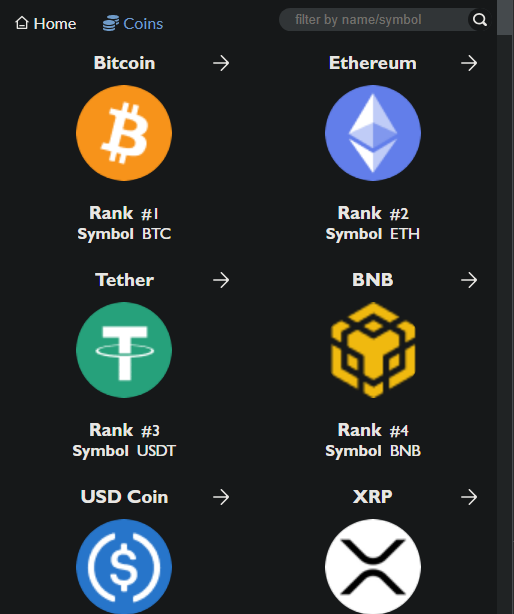 Home Coins filter by name/symbol
Bitcoin Ethereum
Rank #1 Rank #2
Symbol BTC Symbol ETH
Tether BNB
Rank #3 Rank #4
Symbol USDT Symbol BNB
USD Coin XRP